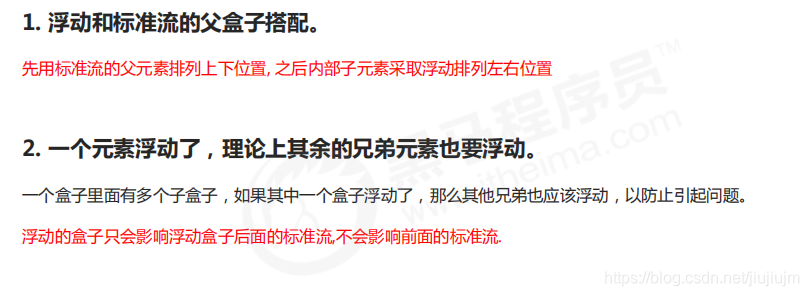 1. 浮动和标准流的父盒子搭配。
先用标准流的父元素排列上下位置, 之后内部子元素采取浮动排列左右位置
2. 一个元素浮动了，理论上其余的兄弟元素也要浮动。
一个盒子里面有多个子盒子，如果其中一个盒子浮动了，那么其他兄弟也应该浮动，以防止引起问题。
浮动的盒子只会影响浮动盒子后面的标准流,不会影响前面的标准流.
黑马程序员™
www.itheima.com
https://blog.csdn.net/jiujiujm